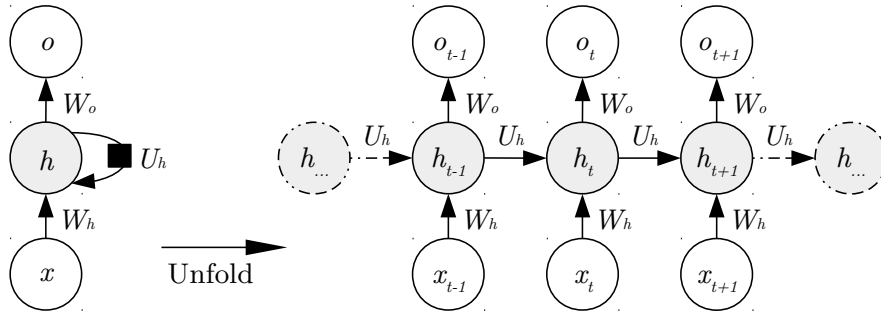 o o_{t-1} o_t o_{t+1}
W_o W_o W_o W_o
U_h U_h U_h U_h
h U_h h_{...} h_{t-1} h_t h_{t+1} h_{...}
W_h W_h W_h W_h
x x_{t-1} x_t x_{t+1}
Unfold